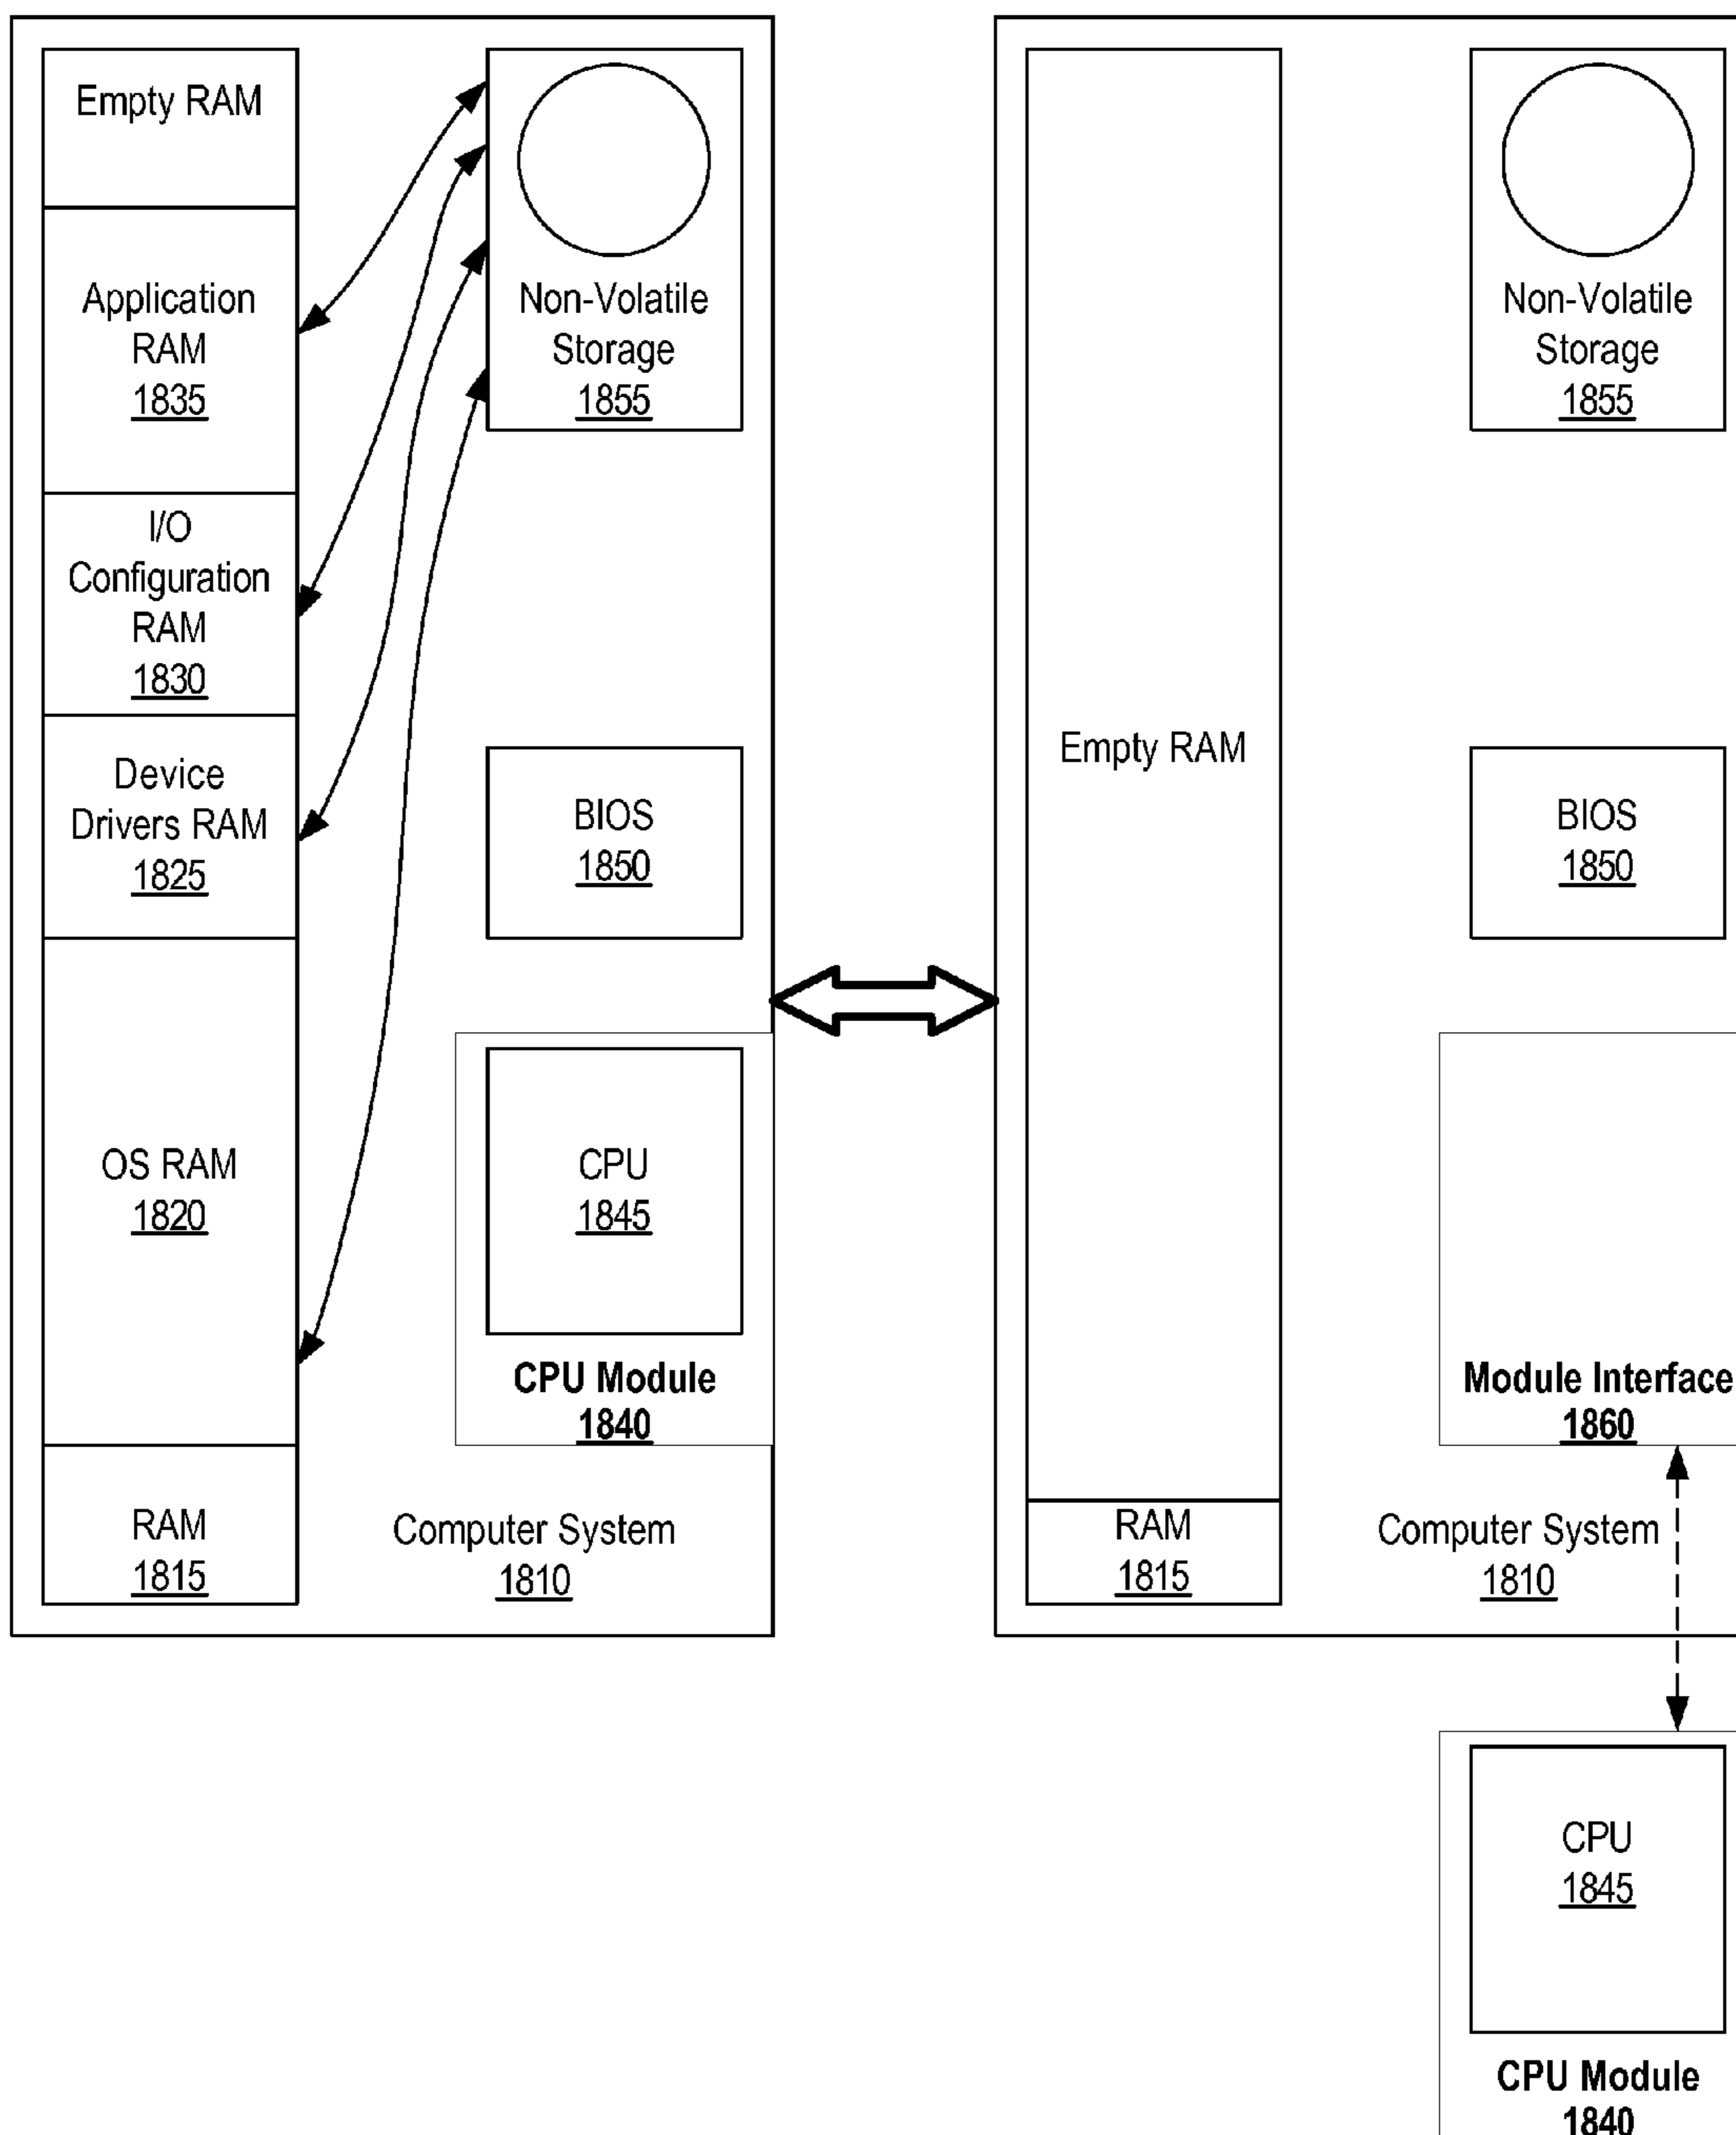 Empty RAM
Application
RAM
1835
I/O
Configuration
RAM
1830
Device
Drivers RAM
1825
OS RAM
1820
RAM
1815
Non-Volatile
Storage
1855
BIOS
1850
CPU
1845
CPU Module
1840
Computer System
1810
Empty RAM
RAM
1815
Non-Volatile
Storage
1855
BIOS
1850
Module Interface
1860
Computer System
1810
CPU
1845
CPU Module
1840